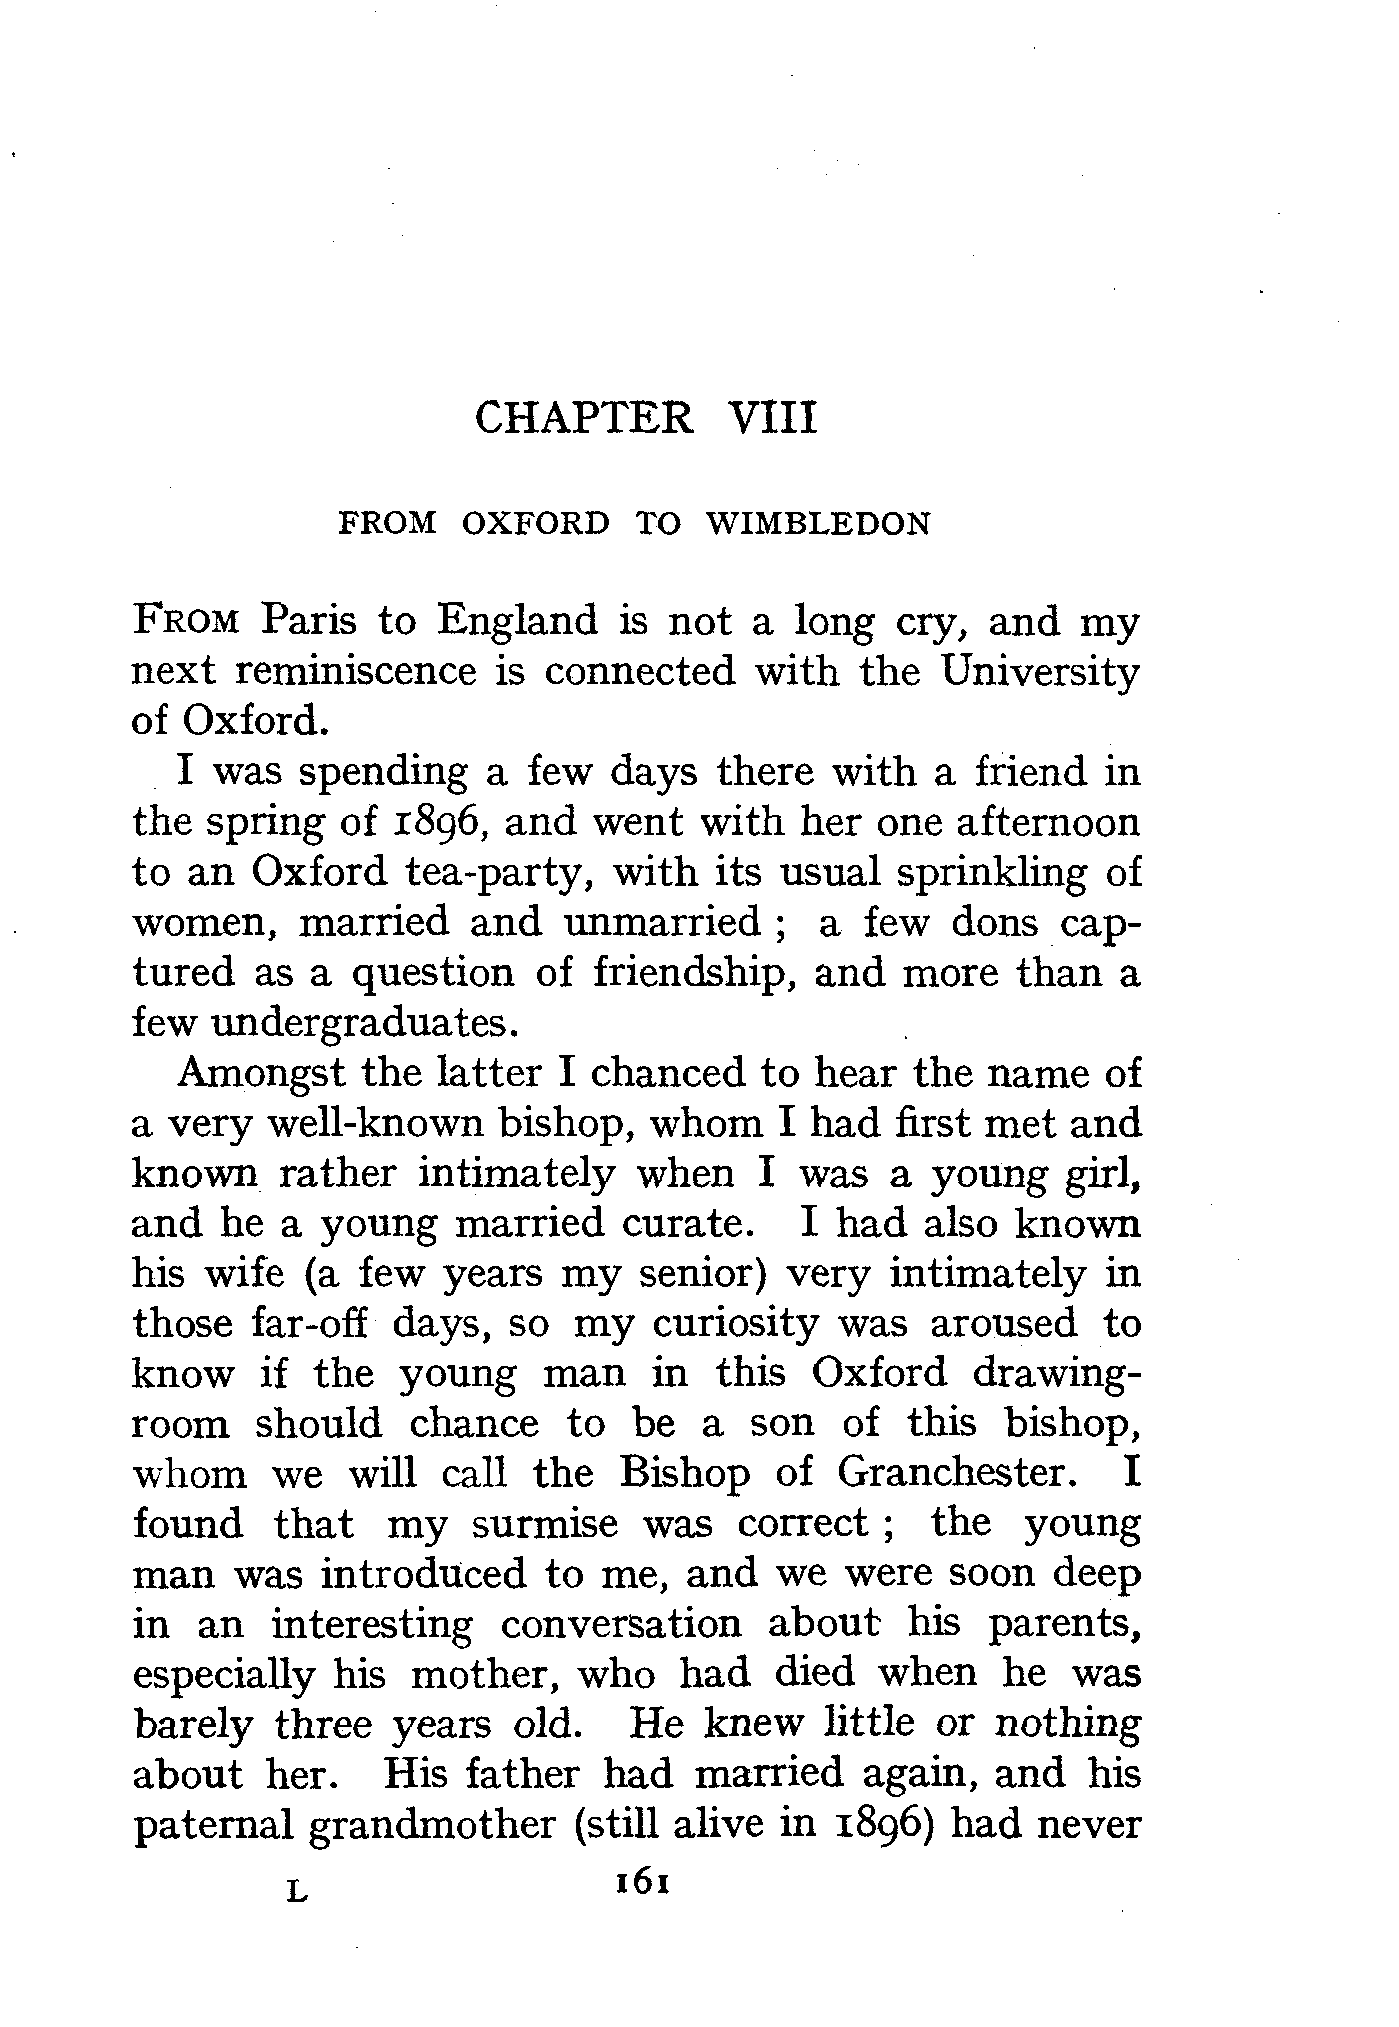 CHAPTER VIII
FROM OXFORD TO WIMBLEDON
FROM Paris to England is not a long cry, and my
next reminiscence is connected with the University
of Oxford.
I was spending a few days there with a friend in
the spring of 1896, and went with her one afternoon
to an Oxford tea-party, with its usual sprinkling of
women, married and unmarried ; a few dons cap-
tured as a question of friendship, and more than a
few undergraduates.
Amongst the latter I chanced to hear the name of
a very well-known bishop, whom I had first met and
known rather intimately when I was a young girl,
and he a young married curate. I had also known
his wife (a few years my senior) very intimately in
those far-off days, so my curiosity was aroused to
know if the young man in this Oxford drawing-
room should chance to be a son of this bishop,
whom we will call the Bishop of Granchester. I
found that my surmise was correct ; the young
man was introduced to me, and we were soon deep
in an interesting conversation about his parents,
especially his mother, who had died when he was
barely three years old. He knew little or nothing
about her. His father had married again, and his
paternal grandmother (still alive in 1896) had never
L 161